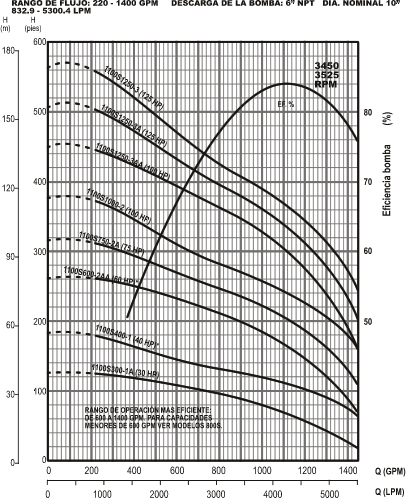 RANGO DE FLUJO: 220 - 1400 GPM DESCARGA DE LA BOMBA: 6" NPT DIA. NOMINAL 10"
832.9 - 5300.4 LPM
H H
(m) (pies)
180 600
3450
3525
RPM
1100S1250-3 (125 HP)
EF. %
150 500 80
1100S1250-3A (125 HP)
(%)
1100S1250-3AA (100 HP)
120 400 70
1100S1000-2 (100 HP)
Eficiencia bomba
90 300 60
1100S750-2A (75 HP)
1100S600-2AA (60 HP)*
60 200 50
1100S400-1 (40 HP)*
1100S300-1A (30 HP)
30 100
RANGO DE OPERACIÓN MAS EFICIENTE:
DE 600 A 1400 GPM. PARA CAPACIDADES
MENORES DE 600 GPM VER MODELOS 800S.
0 0
0 200 400 600 800 1000 1200 1400 Q (GPM)
0 1000 2000 3000 4000 5000 Q (LPM)